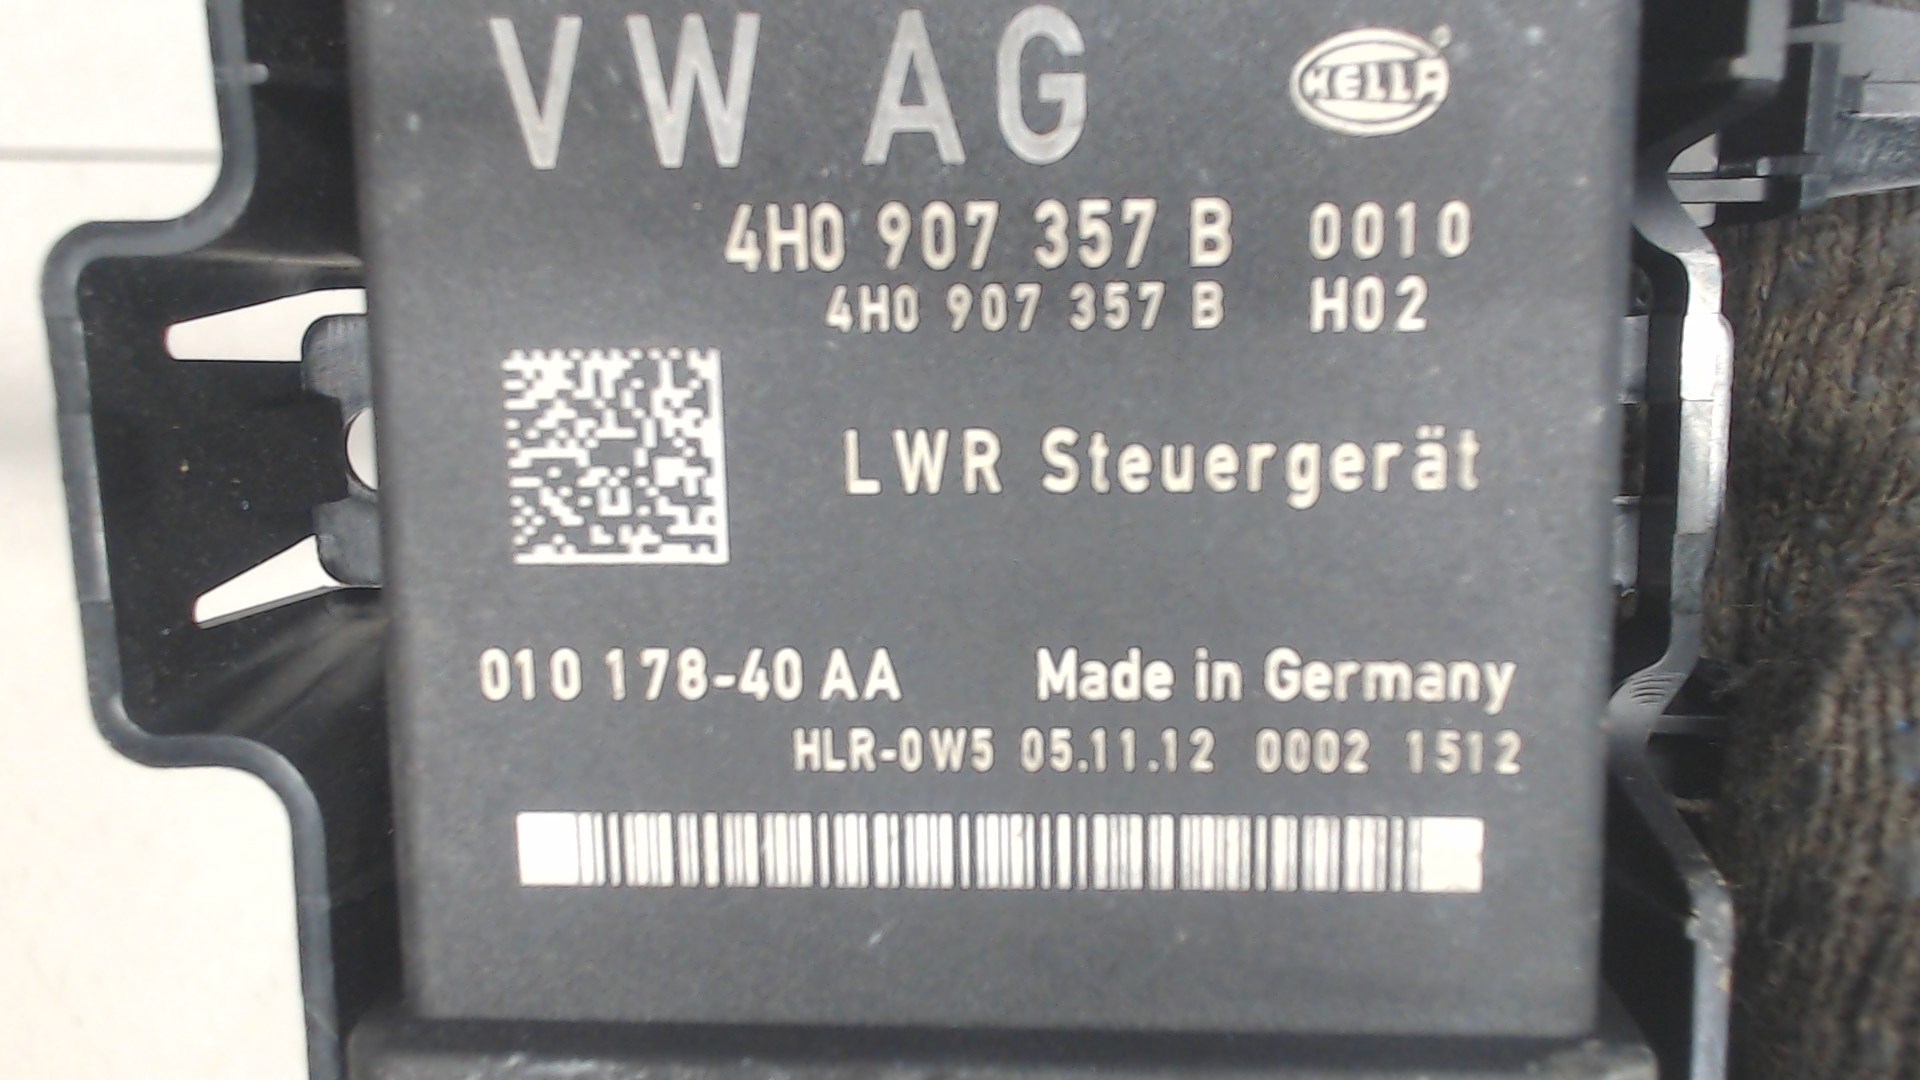 VW AG HELLA
4H0 907 357 B 0010
4H0 907 357 B H02
LWR Steuergerät
010 178-40 AA Made in Germany
HLR-0W5 05.11.12 0002 1512